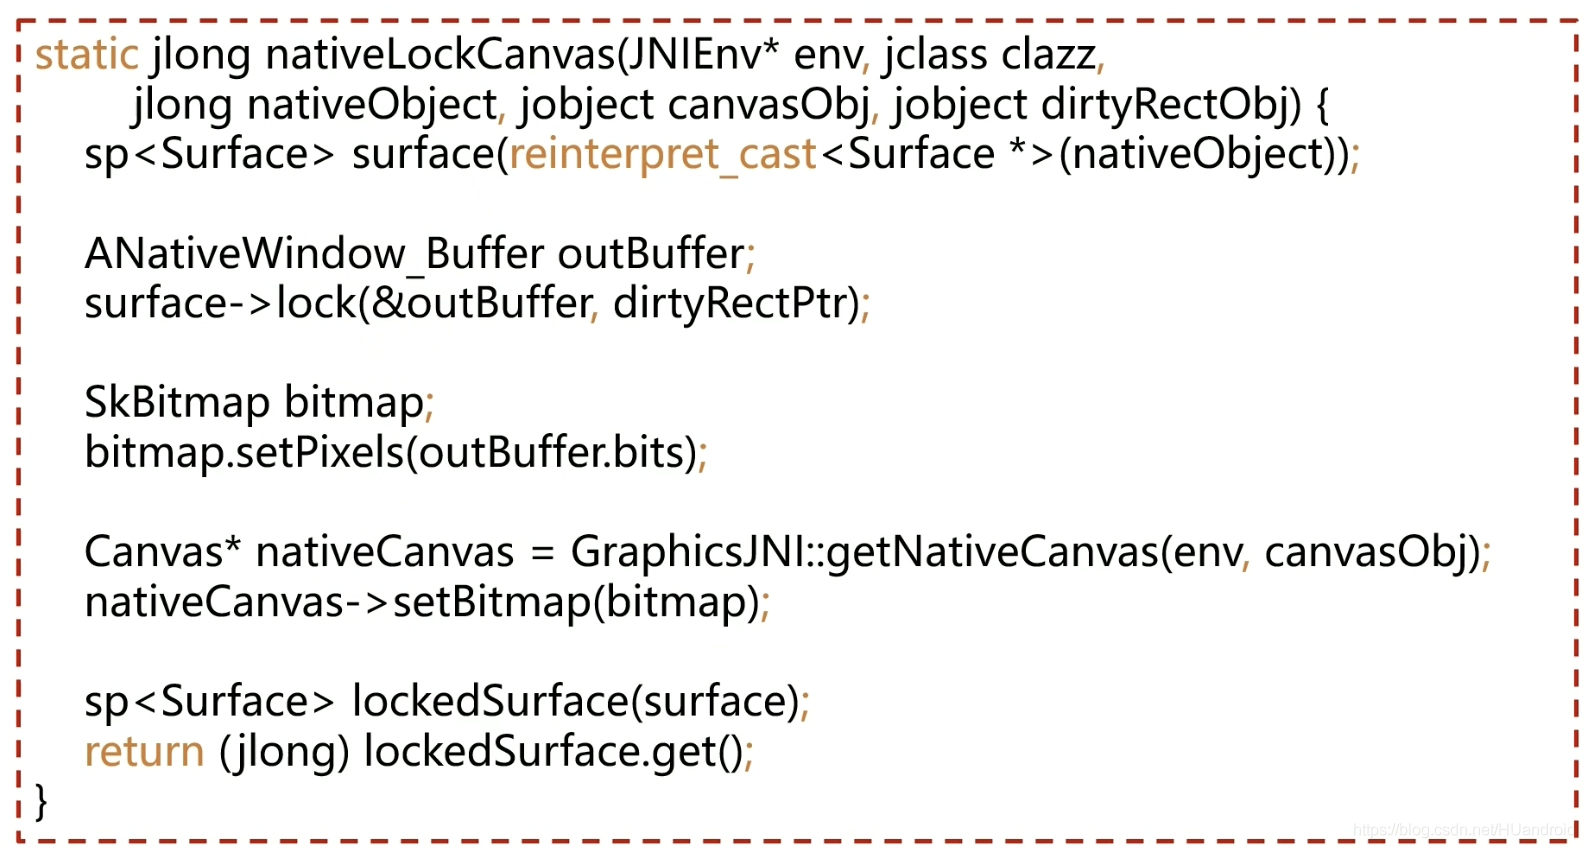 static jlong nativeLockCanvas(JNIEnv* env, jclass clazz,
jlong nativeObject, jobject canvasObj, jobject dirtyRectObj) {
sp<Surface> surface(reinterpret_cast<Surface *>(nativeObject));
ANativeWindow_Buffer outBuffer;
surface->lock(&outBuffer, dirtyRectPtr);
SkBitmap bitmap;
bitmap.setPixels(outBuffer.bits);
Canvas* nativeCanvas = GraphicsJNI::getNativeCanvas(env, canvasObj);
nativeCanvas->setBitmap(bitmap);
sp<Surface> lockedSurface(surface);
return (jlong) lockedSurface.get();
}
https://blog.csdn.net/HUandroid